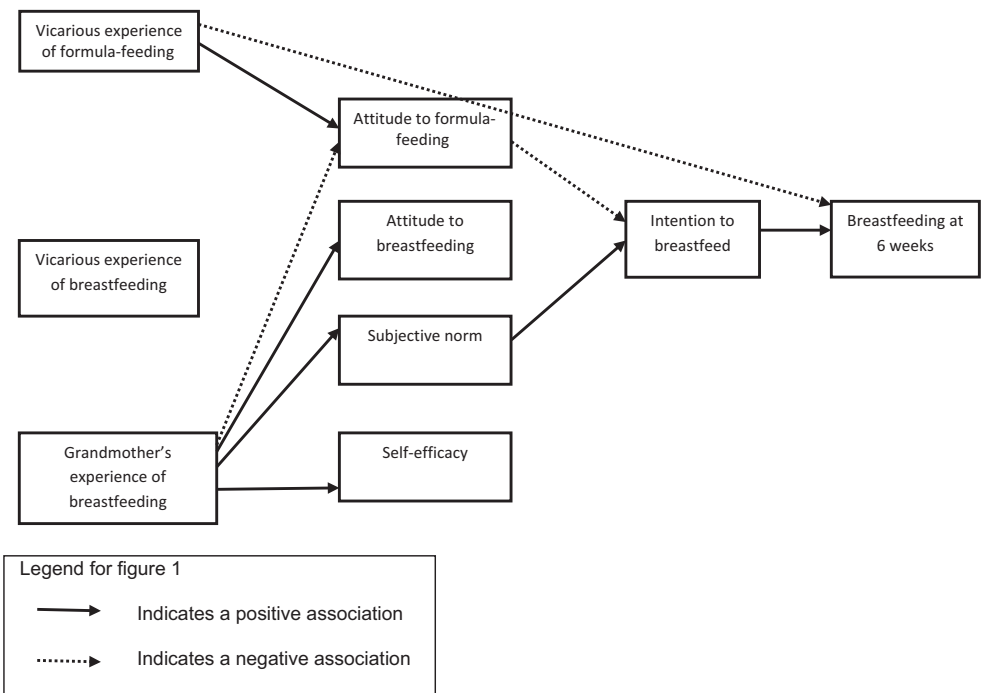 Vicarious experience
of formula-feeding
Attitude to formula-
feeding
Attitude to
breastfeeding
Intention to
breastfeed
Breastfeeding at
6 weeks
Vicarious experience
of breastfeeding
Subjective norm
Grandmother’s
experience of
breastfeeding
Self-efficacy
Legend for figure 1
Indicates a positive association
Indicates a negative association